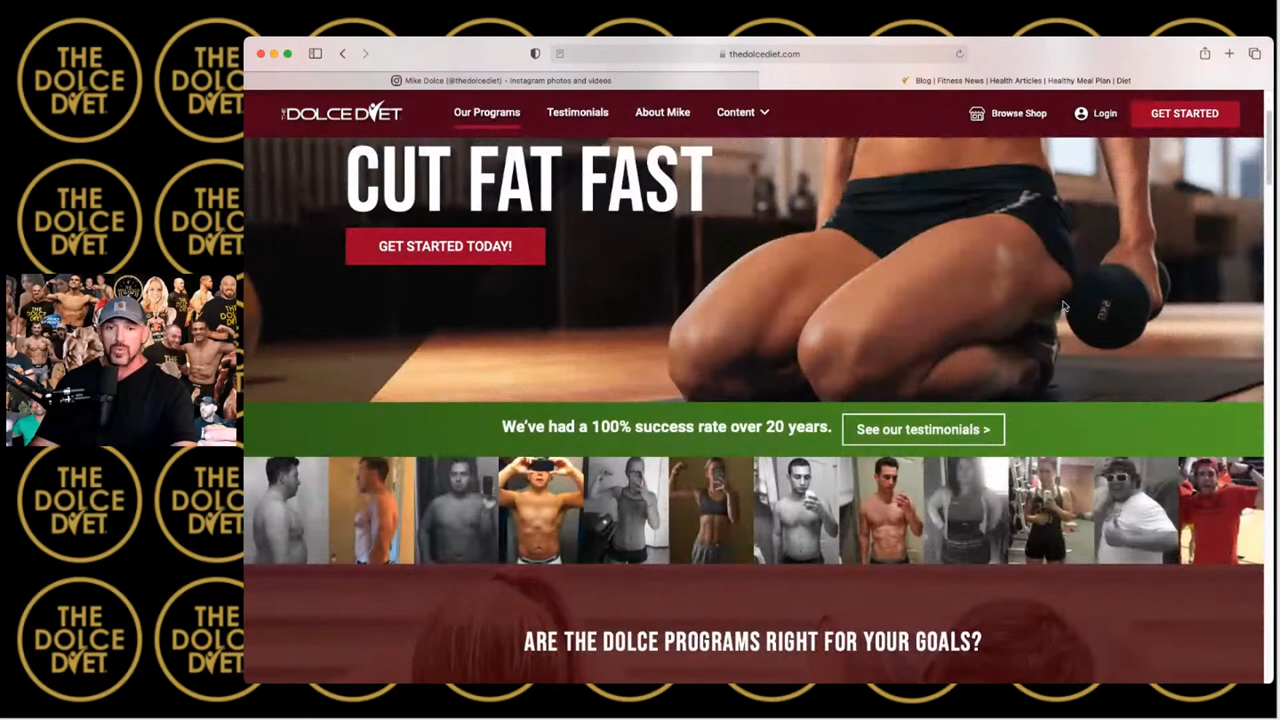 THE
DOLCE
DIET
THE
DOLCE
DIET
THE
DOLCE
DIET
THE
DOLCE
DIET
THE
DOLCE
DIET
THE
DOLCE
DIET
thedolcediet.com
Mike Dolce (@thedolcediet) • Instagram photos and videos
Blog | Fitness News | Health Articles | Healthy Meal Plan | Diet
THE DOLCE DIET
Our Programs
Testimonials
About Mike
Content
Browse Shop
Login
GET STARTED
CUT FAT FAST
GET STARTED TODAY!
We've had a 100% success rate over 20 years.
See our testimonials >
ARE THE DOLCE PROGRAMS RIGHT FOR YOUR GOALS?